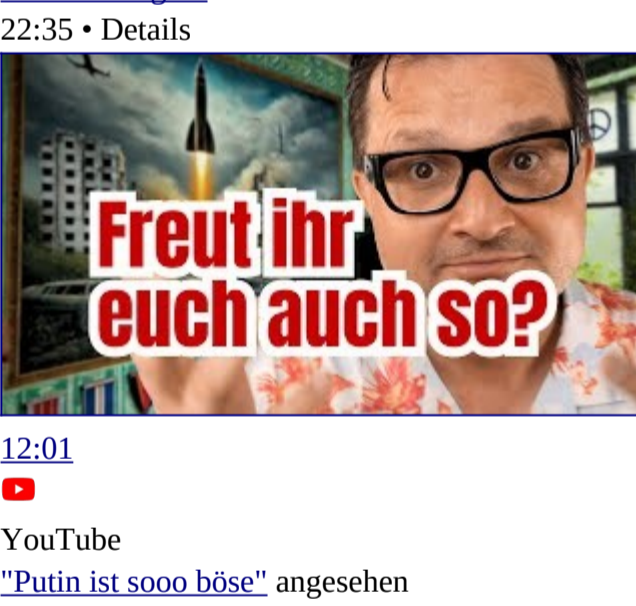 22:35 • Details
Freut ihr
euch auch so?
12:01
YouTube
"Putin ist sooo böse" angesehen